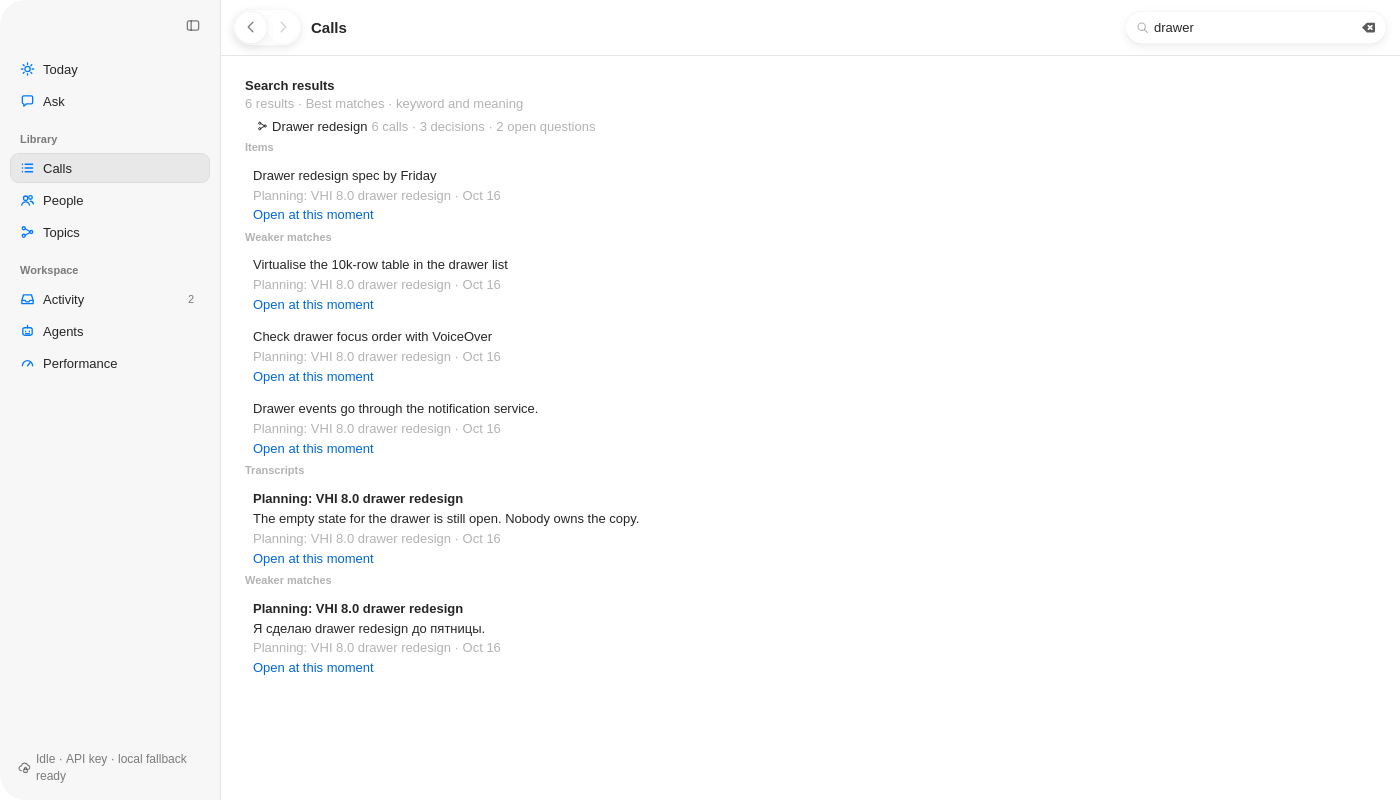 Calls
drawer
Today
Ask
Library
Calls
People
Topics
Workspace
Activity 2
Agents
Performance
Idle · API key · local fallback
ready
Search results
6 results · Best matches · keyword and meaning
Drawer redesign 6 calls · 3 decisions · 2 open questions
Items
Drawer redesign spec by Friday
Planning: VHI 8.0 drawer redesign · Oct 16
Open at this moment
Weaker matches
Virtualise the 10k-row table in the drawer list
Planning: VHI 8.0 drawer redesign · Oct 16
Open at this moment
Check drawer focus order with VoiceOver
Planning: VHI 8.0 drawer redesign · Oct 16
Open at this moment
Drawer events go through the notification service.
Planning: VHI 8.0 drawer redesign · Oct 16
Open at this moment
Transcripts
Planning: VHI 8.0 drawer redesign
The empty state for the drawer is still open. Nobody owns the copy.
Planning: VHI 8.0 drawer redesign · Oct 16
Open at this moment
Weaker matches
Planning: VHI 8.0 drawer redesign
Я сделаю drawer redesign до пятницы.
Planning: VHI 8.0 drawer redesign · Oct 16
Open at this moment